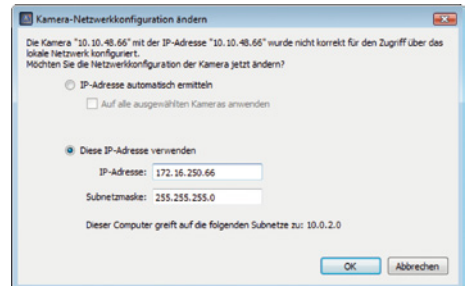 Kamera-Netzwerkkonfiguration ändern
Die Kamera "10.10.48.66" mit der IP-Adresse "10.10.48.66" wurde nicht korrekt für den Zugriff über das
lokale Netzwerk konfiguriert.
Möchten Sie die Netzwerkkonfiguration der Kamera jetzt ändern?
IP-Adresse automatisch ermitteln
Auf alle ausgewählten Kameras anwenden
Diese IP-Adresse verwenden
IP-Adresse: 172.16.250.66
Subnetzmaske: 255.255.255.0
Dieser Computer greift auf die folgenden Subnetze zu: 10.0.2.0
OK Abbrechen